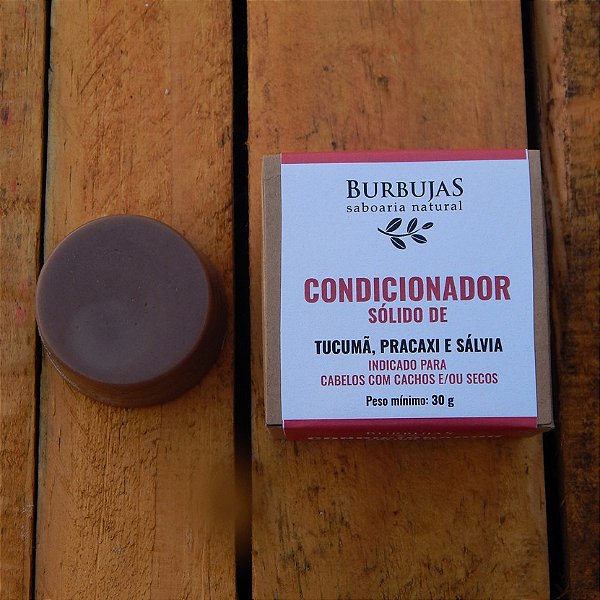 BURBUJAS
saboaria natural
CONDICIONADOR
SÓLIDO DE
TUCUMÃ, PRACAXI E SÁLVIA
INDICADO PARA
CABELOS COM CACHOS E/OU SECOS
Peso mínimo: 30 g